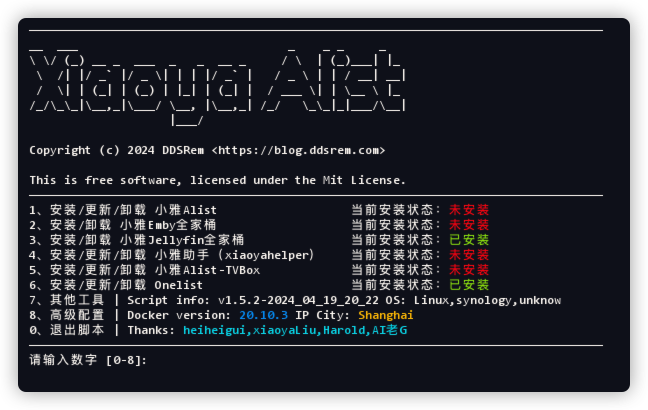 Xiaoya Alist
Copyright (c) 2024 DDSRem <https://blog.ddsrem.com>
This is free software, licensed under the Mit License.
1、安装/更新/卸载 小雅Alist 当前安装状态: 未安装
2、安装/卸载 小雅Emby全家桶 当前安装状态: 未安装
3、安装/卸载 小雅Jellyfin全家桶 当前安装状态: 已安装
4、安装/更新/卸载 小雅助手（xiaoyahelper） 当前安装状态: 未安装
5、安装/更新/卸载 小雅Alist-TVBox 当前安装状态: 未安装
6、安装/更新/卸载 Onelist 当前安装状态: 已安装
7、其他工具 | Script info: v1.5.2-2024_04_19_20_22 OS: Linux,synology,unknow
8、高级配置 | Docker version: 20.10.3 IP City: Shanghai
0、退出脚本 | Thanks: heiheigui,xiaoyaLiu,Harold,AI老G
请输入数字 [0-8]: